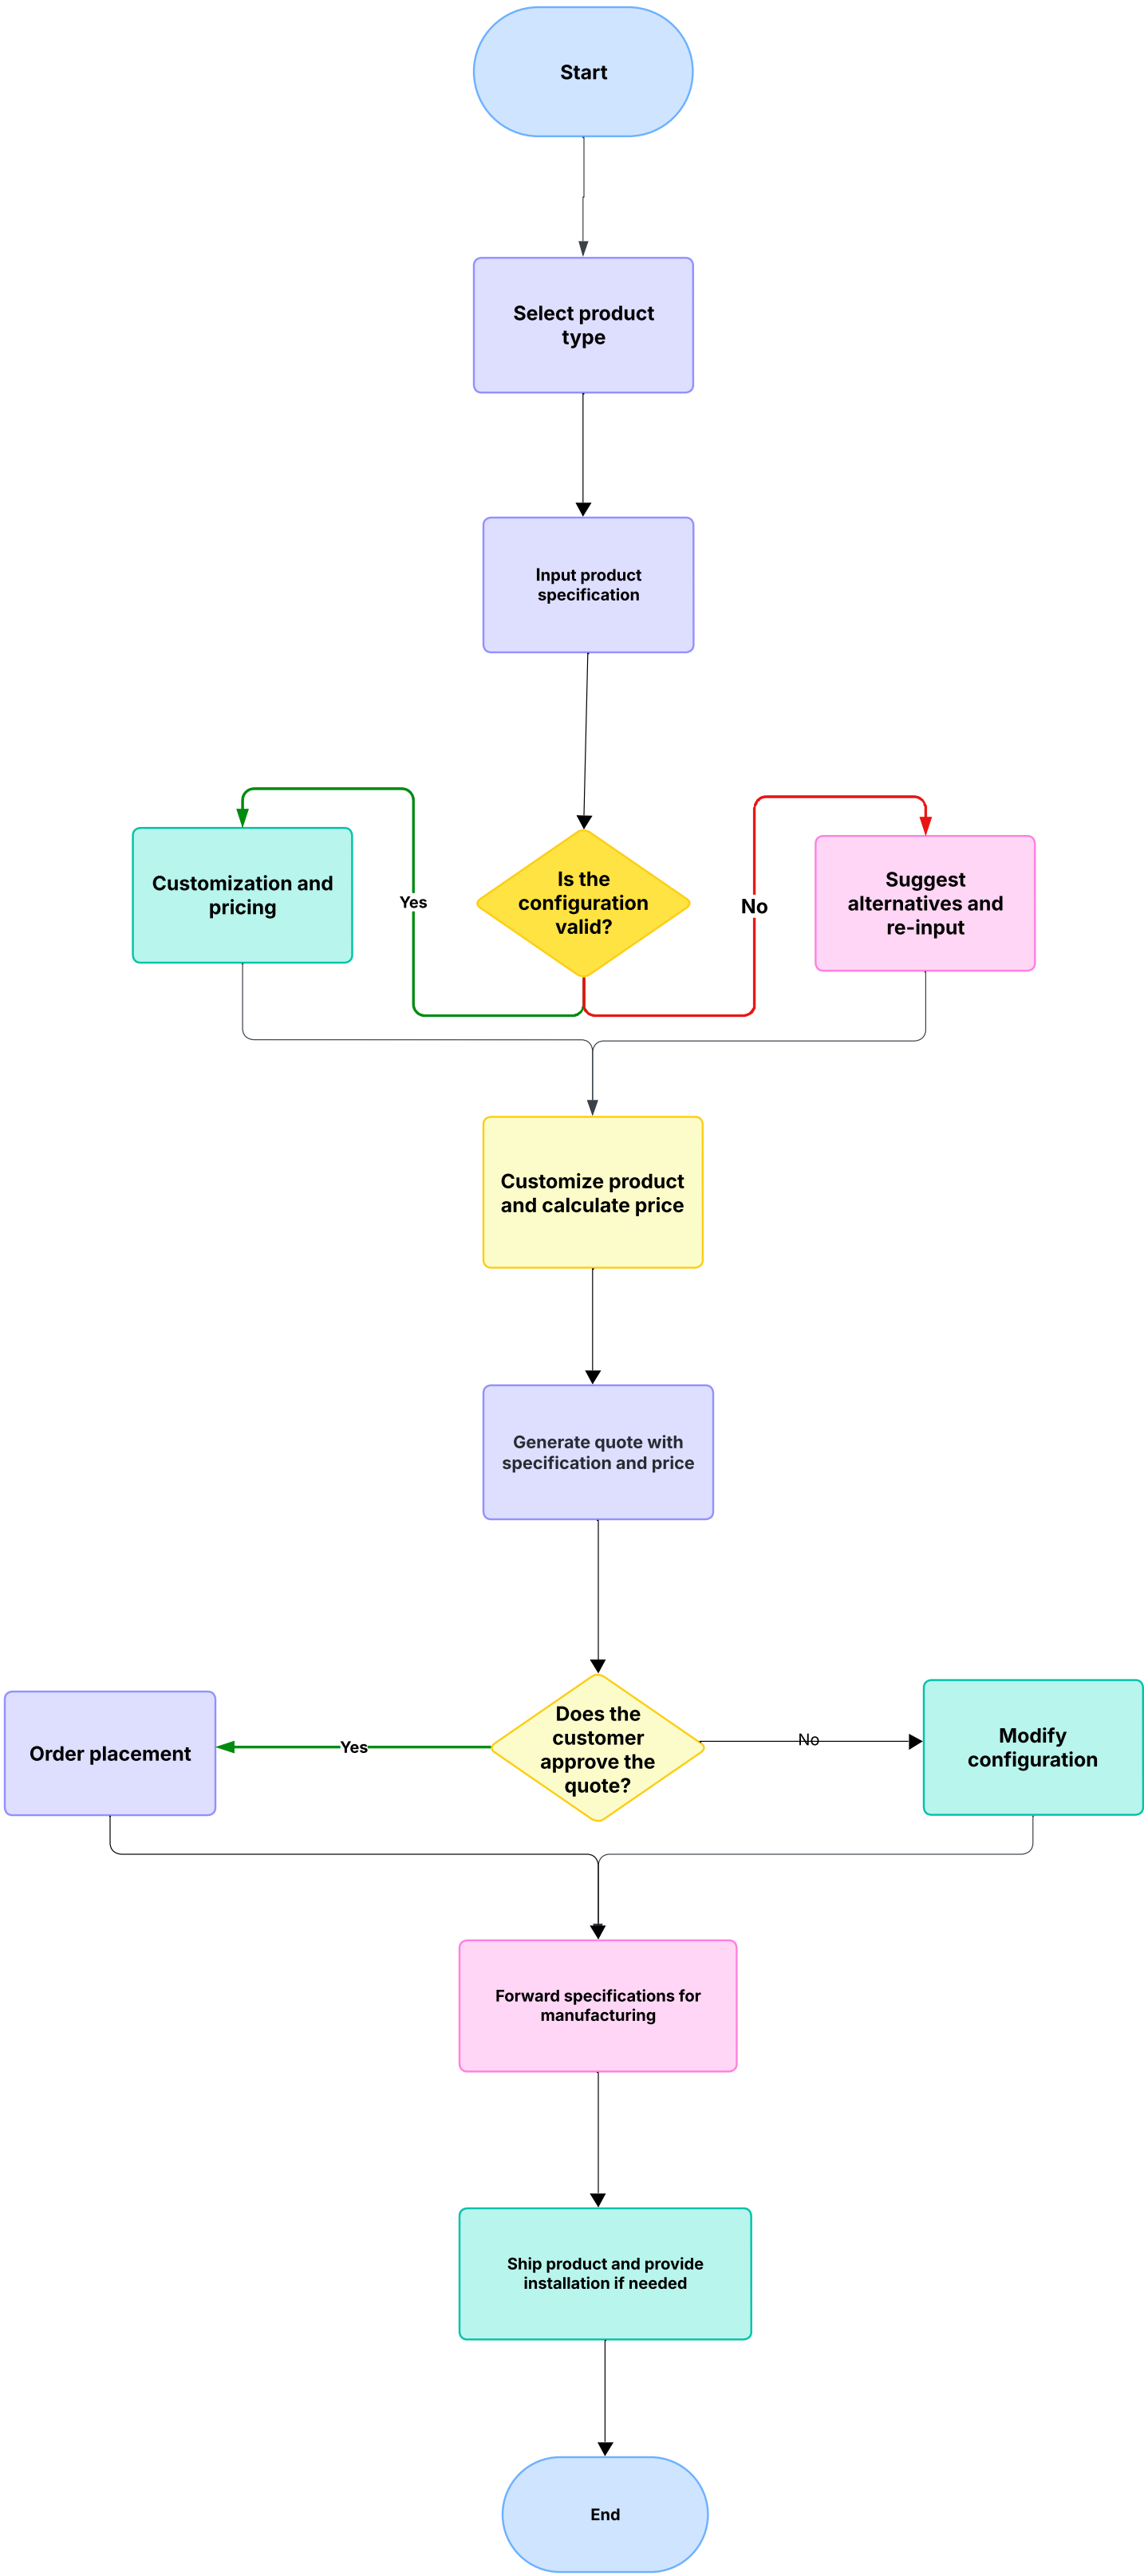 Start
Select product
type
Input product
specification
Is the
configuration
valid?
Yes
No
Customization and
pricing
Suggest
alternatives and
re-input
Customize product
and calculate price
Generate quote with
specification and price
Does the
customer
approve the
quote?
Yes
No
Order placement
Modify
configuration
Forward specifications for
manufacturing
Ship product and provide
installation if needed
End